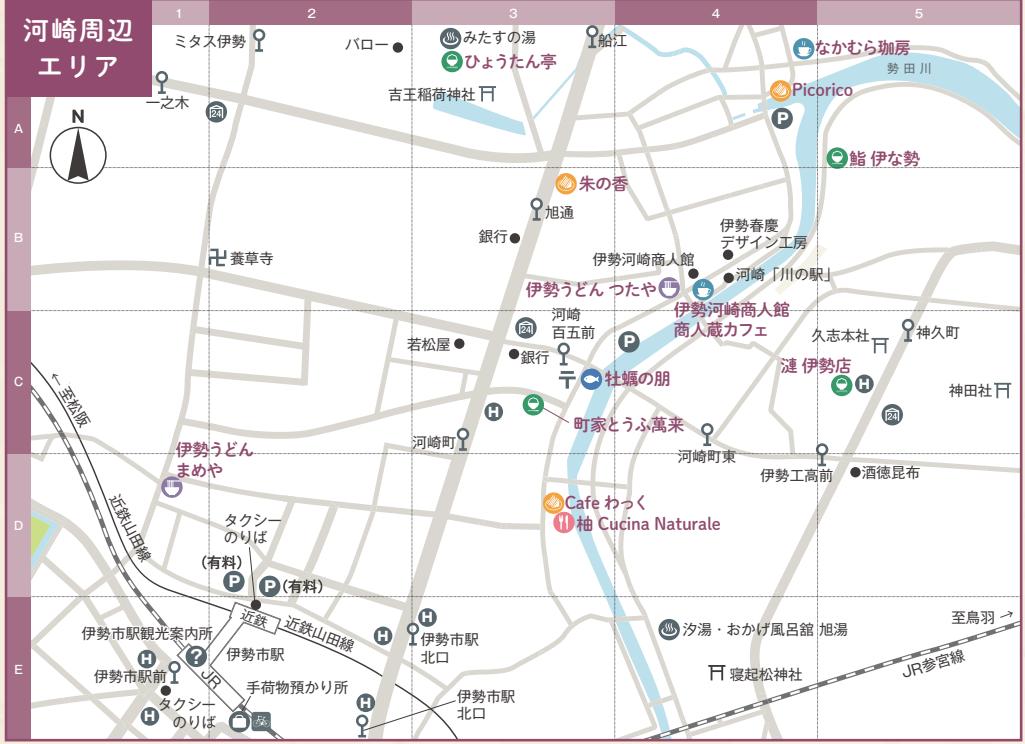 河崎周辺
エリア
1
2
3
4
5
A
B
C
D
E
N
ミタス伊勢
バロー
みたすの湯
ひょうたん亭
船江
なかむら珈房
勢田川
一之木
24
吉王稲荷神社
Picorico
P
鮨 伊な勢
朱の香
旭通
銀行
養草寺
伊勢春慶
デザイン工房
伊勢河崎商人館
河崎「川の駅」
伊勢うどん つたや
伊勢河崎商人館
商人蔵カフェ
河崎
百五前
24
P
若松屋
銀行
久志本社
神久町
漣 伊勢店
H
神田社
24
牡蠣の朋
〒
H
町家とうふ萬来
←至松阪
河崎町
河崎町東
伊勢工高前
酒徳昆布
伊勢うどん
まめや
近鉄山田線
Cafe わっく
柚 Cucina Naturale
タクシー
のりば
(有料)
P
P
(有料)
近鉄
近鉄山田線
H
H
伊勢市駅
北口
伊勢市駅観光案内所
?
伊勢市駅
H
伊勢市駅前
JR
タクシー
のりば
H
手荷物預かり所
H
伊勢市駅
北口
汐湯・おかげ風呂舘 旭湯
至鳥羽→
寝起松神社
JR参宮線